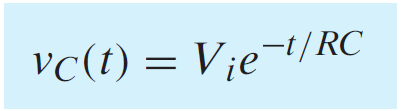 v_C(t) = V_i e^{-t/RC}